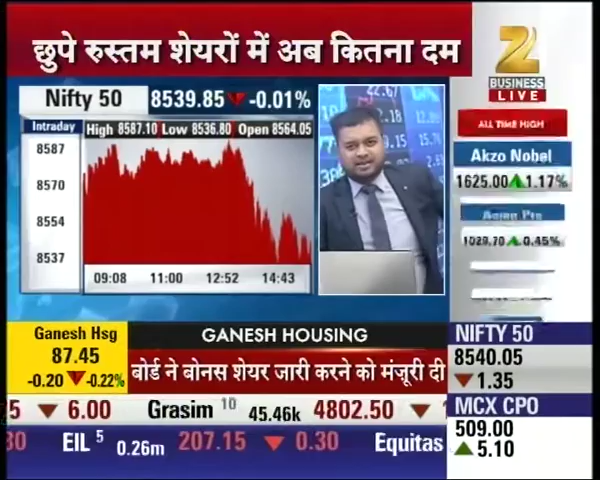 छुपे रुस्तम शेयरों में अब कितना दम
Z
BUSINESS
LIVE
Nifty 50 8539.85 -0.01%
Intraday High 8587.10 Low 8536.80 Open 8564.05
8587
8570
8554
8537
09:08 11:00 12:52 14:43
22.67
ALL TIME HIGH
Akzo Nobel
1625.00 1.17%
1029.70 0.45%
Ganesh Hsg
87.45
-0.20 -0.22%
GANESH HOUSING
बोर्ड ने बोनस शेयर जारी करने को मंज़ूरी दी
NIFTY 50
8540.05
1.35
MCX CPO
509.00
5.10
5 6.00 Grasim 10 45.46k 4802.50
30 EIL 5 0.26m 207.15 0.30 Equitas